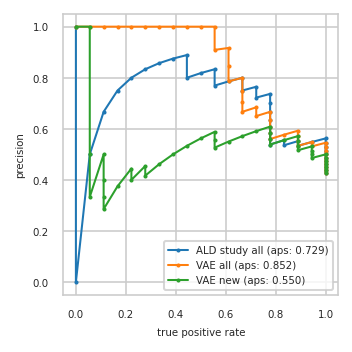 precision
1.0
0.8
0.6
0.4
0.2
0.0
ALD study all (aps: 0.729)
VAE all (aps: 0.852)
VAE new (aps: 0.550)
0.0 0.2 0.4 0.6 0.8 1.0
true positive rate